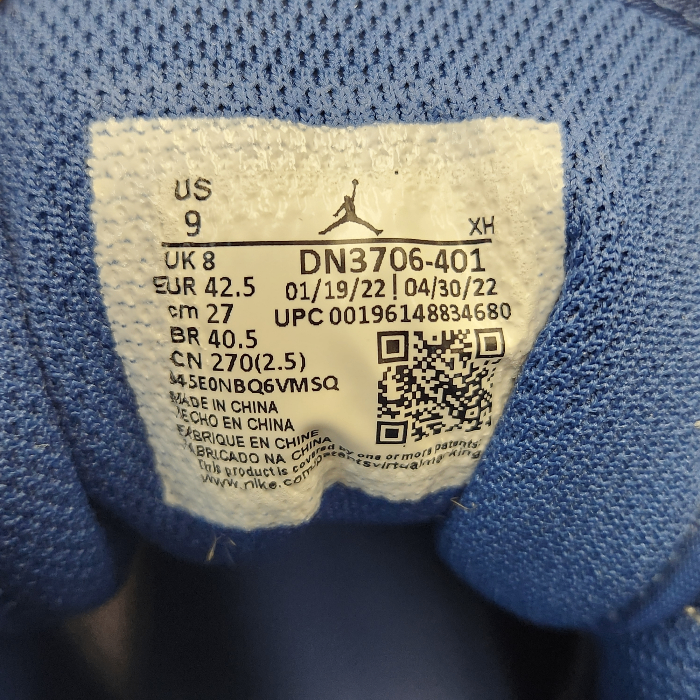 US
9
XH
UK 8
DN3706-401
EUR 42.5
01/19/22 | 04/30/22
cm 27
UPC 00196148834680
BR 40.5
CN 270(2.5)
45E0NBQ6VMSQ
MADE IN CHINA
HECHO EN CHINA
FABRIQUE EN CHINE
FABRICADO NA CHINA
This product is covered by one or more patents:
www.nike.com/patentsvirtualmarking